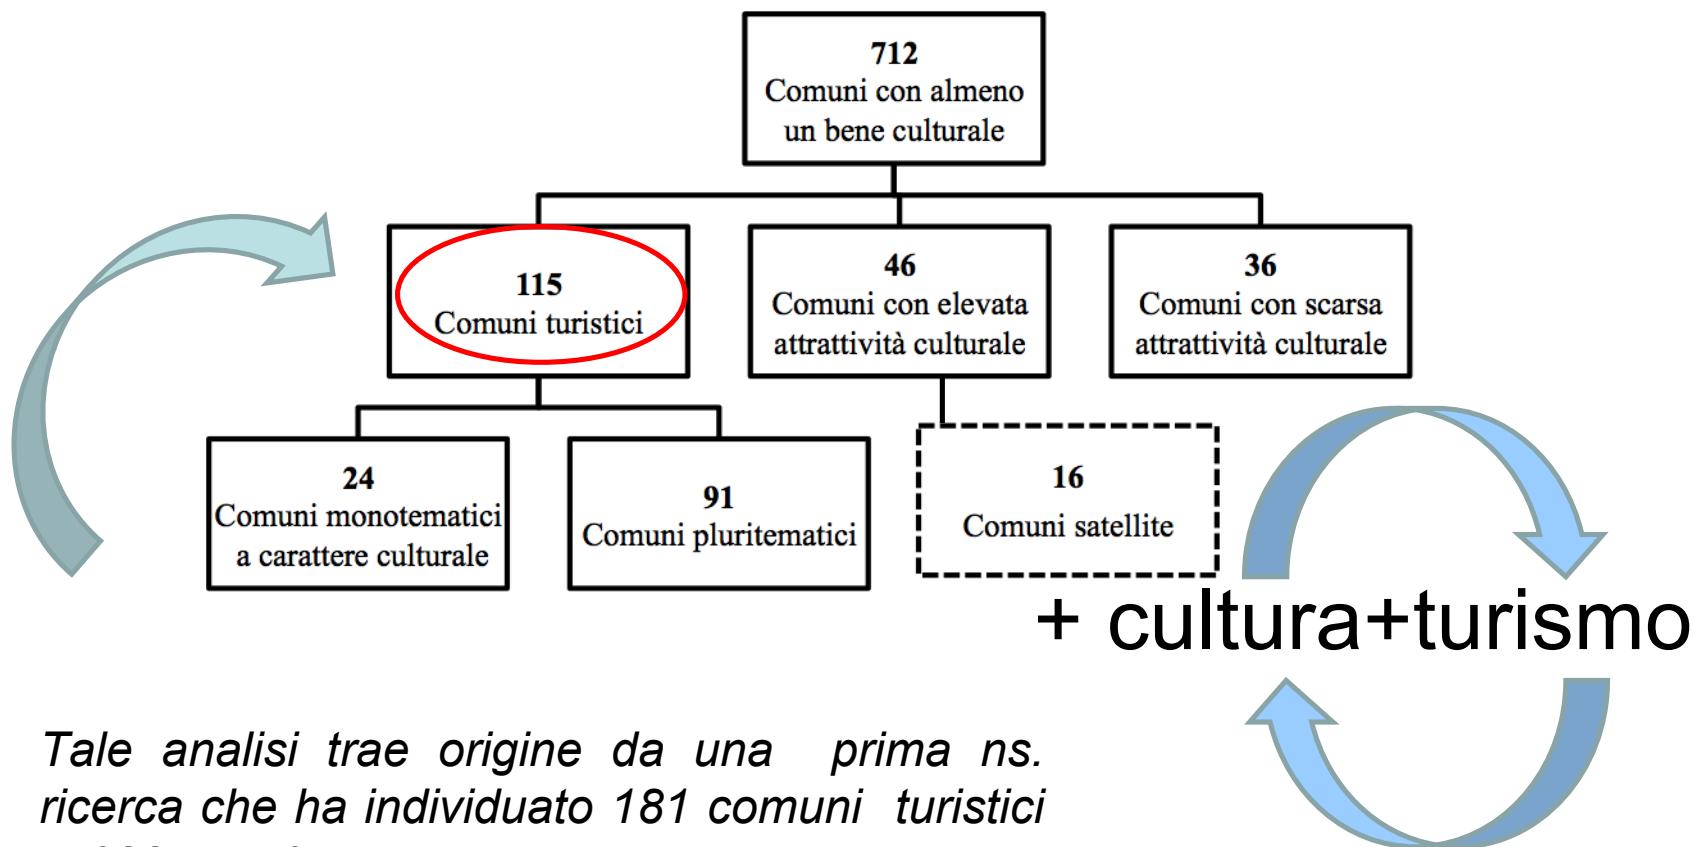 712
Comuni con almeno
un bene culturale
115
Comuni turistici
46
Comuni con elevata
attrattività culturale
36
Comuni con scarsa
attrattività culturale
24
Comuni monotematici
a carattere culturale
91
Comuni pluritematici
16
Comuni satellite
+ cultura+turismo
Tale analisi trae origine da una prima ns.
ricerca che ha individuato 181 comuni turistici